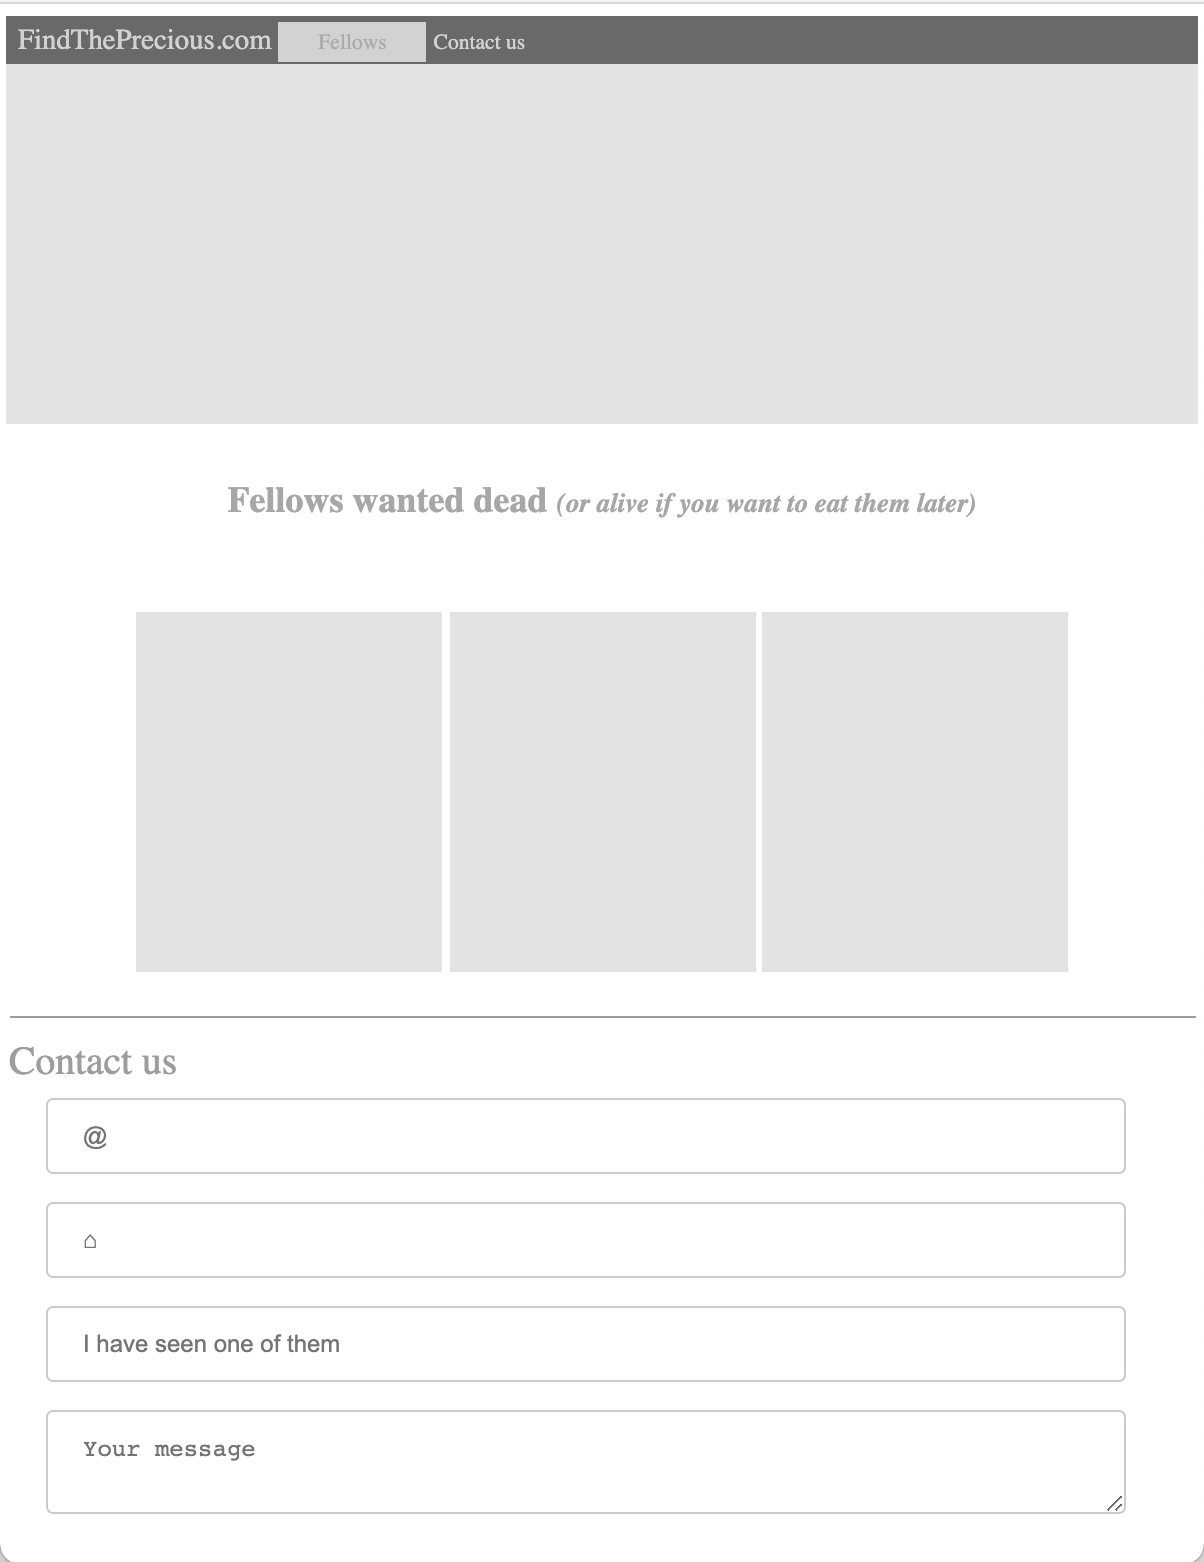 FindThePrecious.com Fellows Contact us
Fellows wanted dead (or alive if you want to eat them later)
Contact us
@
⌂
I have seen one of them
Your message